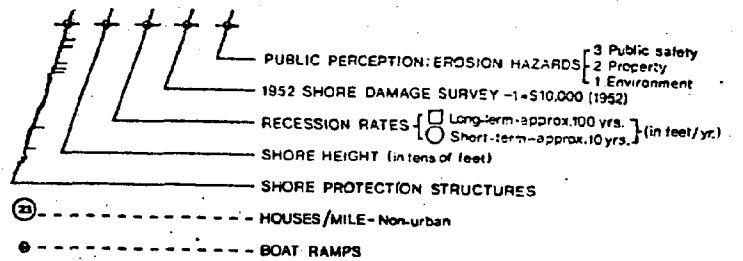 PUBLIC PERCEPTION: EROSION HAZARDS
3 Public safety
2 Property
1 Environment
1952 SHORE DAMAGE SURVEY -1=$10,000 (1952)
RECESSION RATES
Long-term-approx.100 yrs.
Short-term-approx.10 yrs.
(in feet/yr.)
SHORE HEIGHT (in tens of feet)
SHORE PROTECTION STRUCTURES
HOUSES/MILE-Non-urban
BOAT RAMPS